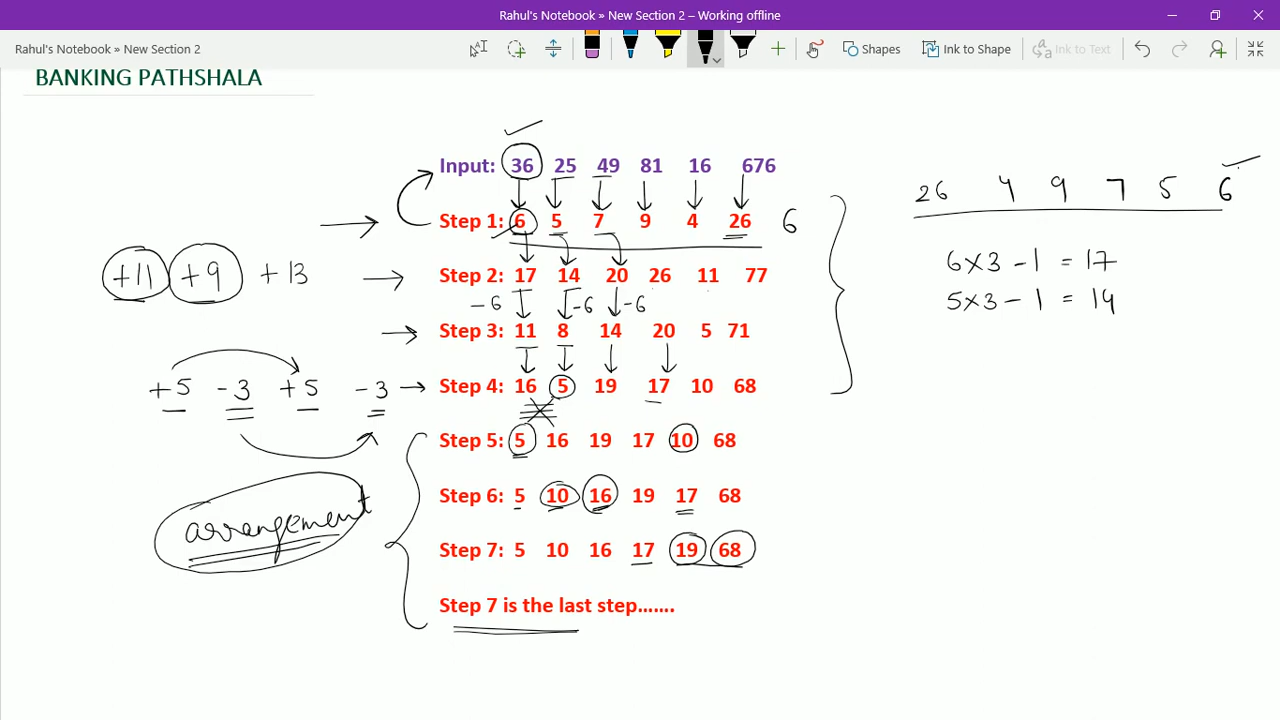 Rahul's Notebook » New Section 2 – Working offline
Rahul's Notebook » New Section 2
Shapes Ink to Shape Ink to Text
BANKING PATHSHALA
Input: 36 25 49 81 16 676
Step 1: 6 5 7 9 4 26 6
Step 2: 17 14 20 26 11 77
-6 -6 -6
Step 3: 11 8 14 20 5 71
Step 4: 16 5 19 17 10 68
Step 5: 5 16 19 17 10 68
Step 6: 5 10 16 19 17 68
Step 7: 5 10 16 17 19 68
Step 7 is the last step…….
+11 +9 +13
+5 -3 +5 -3
arrangement
26 4 9 7 5 6
6×3 -1 = 17
5×3 - 1 = 14